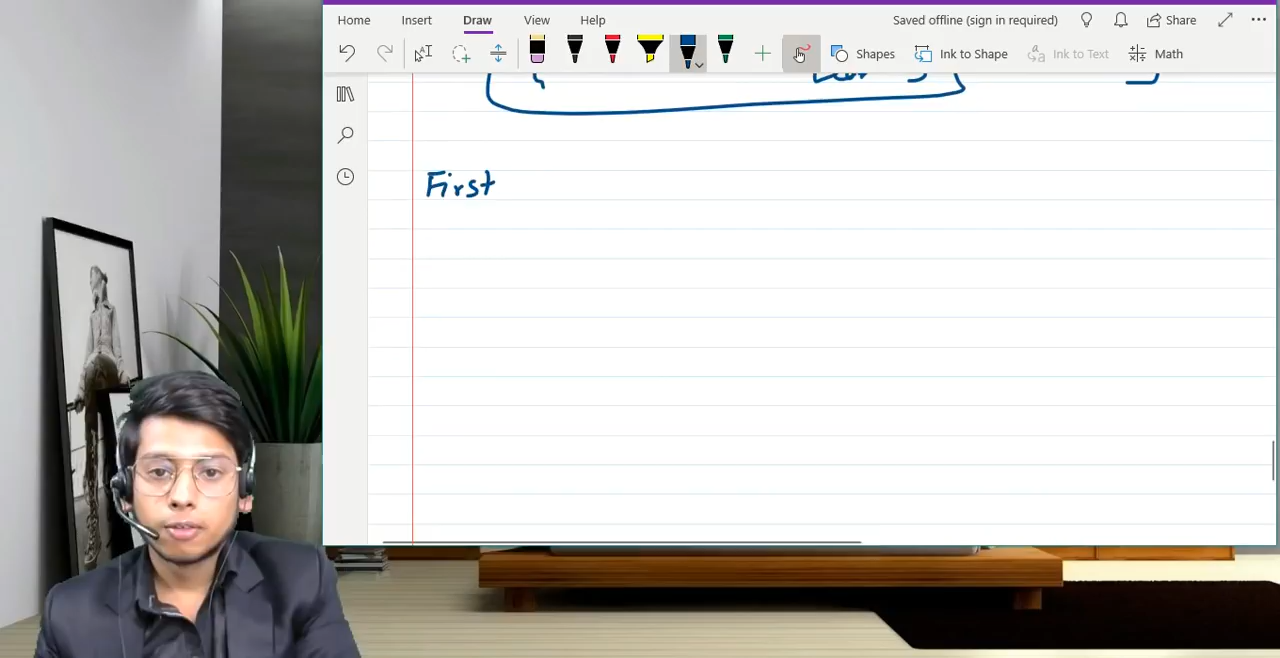 Home Insert Draw View Help Saved offline (sign in required) Share
Shapes Ink to Shape Ink to Text Math
First